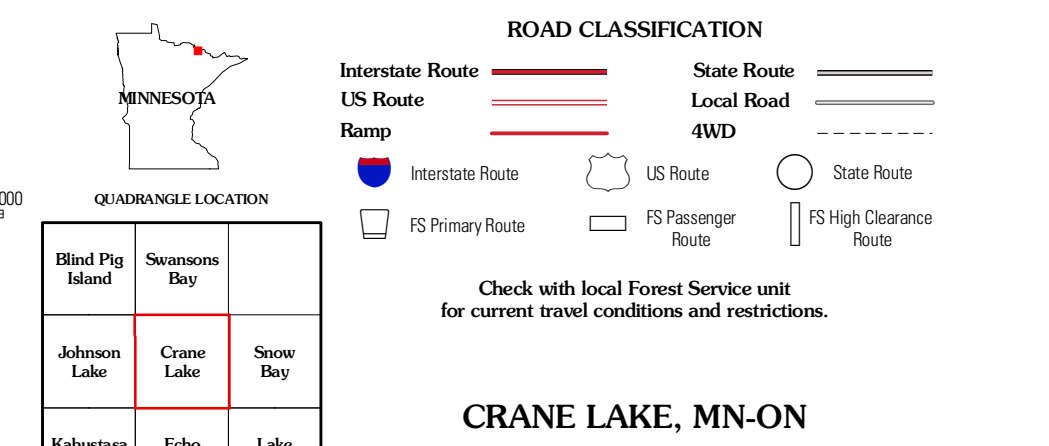 ROAD CLASSIFICATION
Interstate Route
State Route
US Route
Local Road
Ramp
4WD
Interstate Route
US Route
State Route
FS Primary Route
FS Passenger
Route
FS High Clearance
Route
Check with local Forest Service unit
for current travel conditions and restrictions.
CRANE LAKE, MN-ON
MINNESOTA
QUADRANGLE LOCATION
000
Blind Pig
Island
Swansons
Bay
Johnson
Lake
Crane
Lake
Snow
Bay
Kabustasa
Echo
Lake